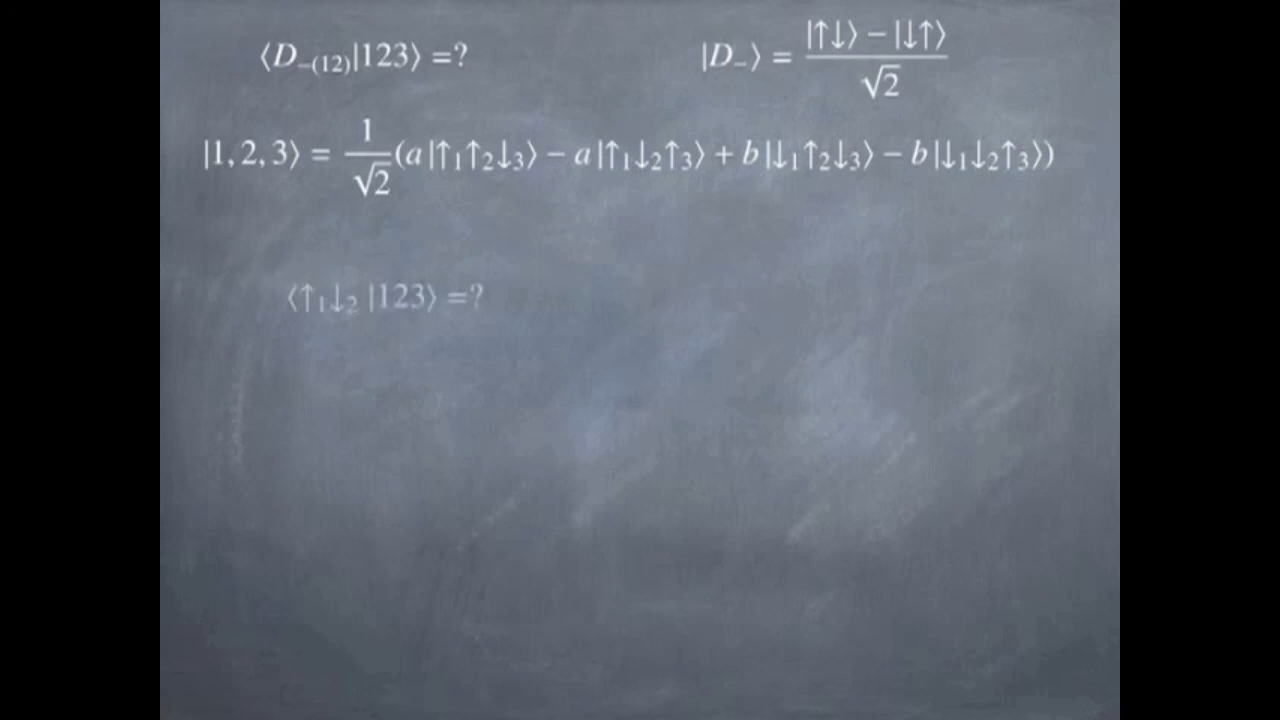 ⟨D₋₍₁₂₎|123⟩ =? |D₋⟩ = |↑↓⟩ − |↓↑⟩ / √2
|1, 2, 3⟩ = 1/√2 (a |↑₁↑₂↓₃⟩ − a |↑₁↓₂↑₃⟩ + b |↓₁↑₂↓₃⟩ − b |↓₁↓₂↑₃⟩)
⟨↑₁↓₂ |123⟩ =?